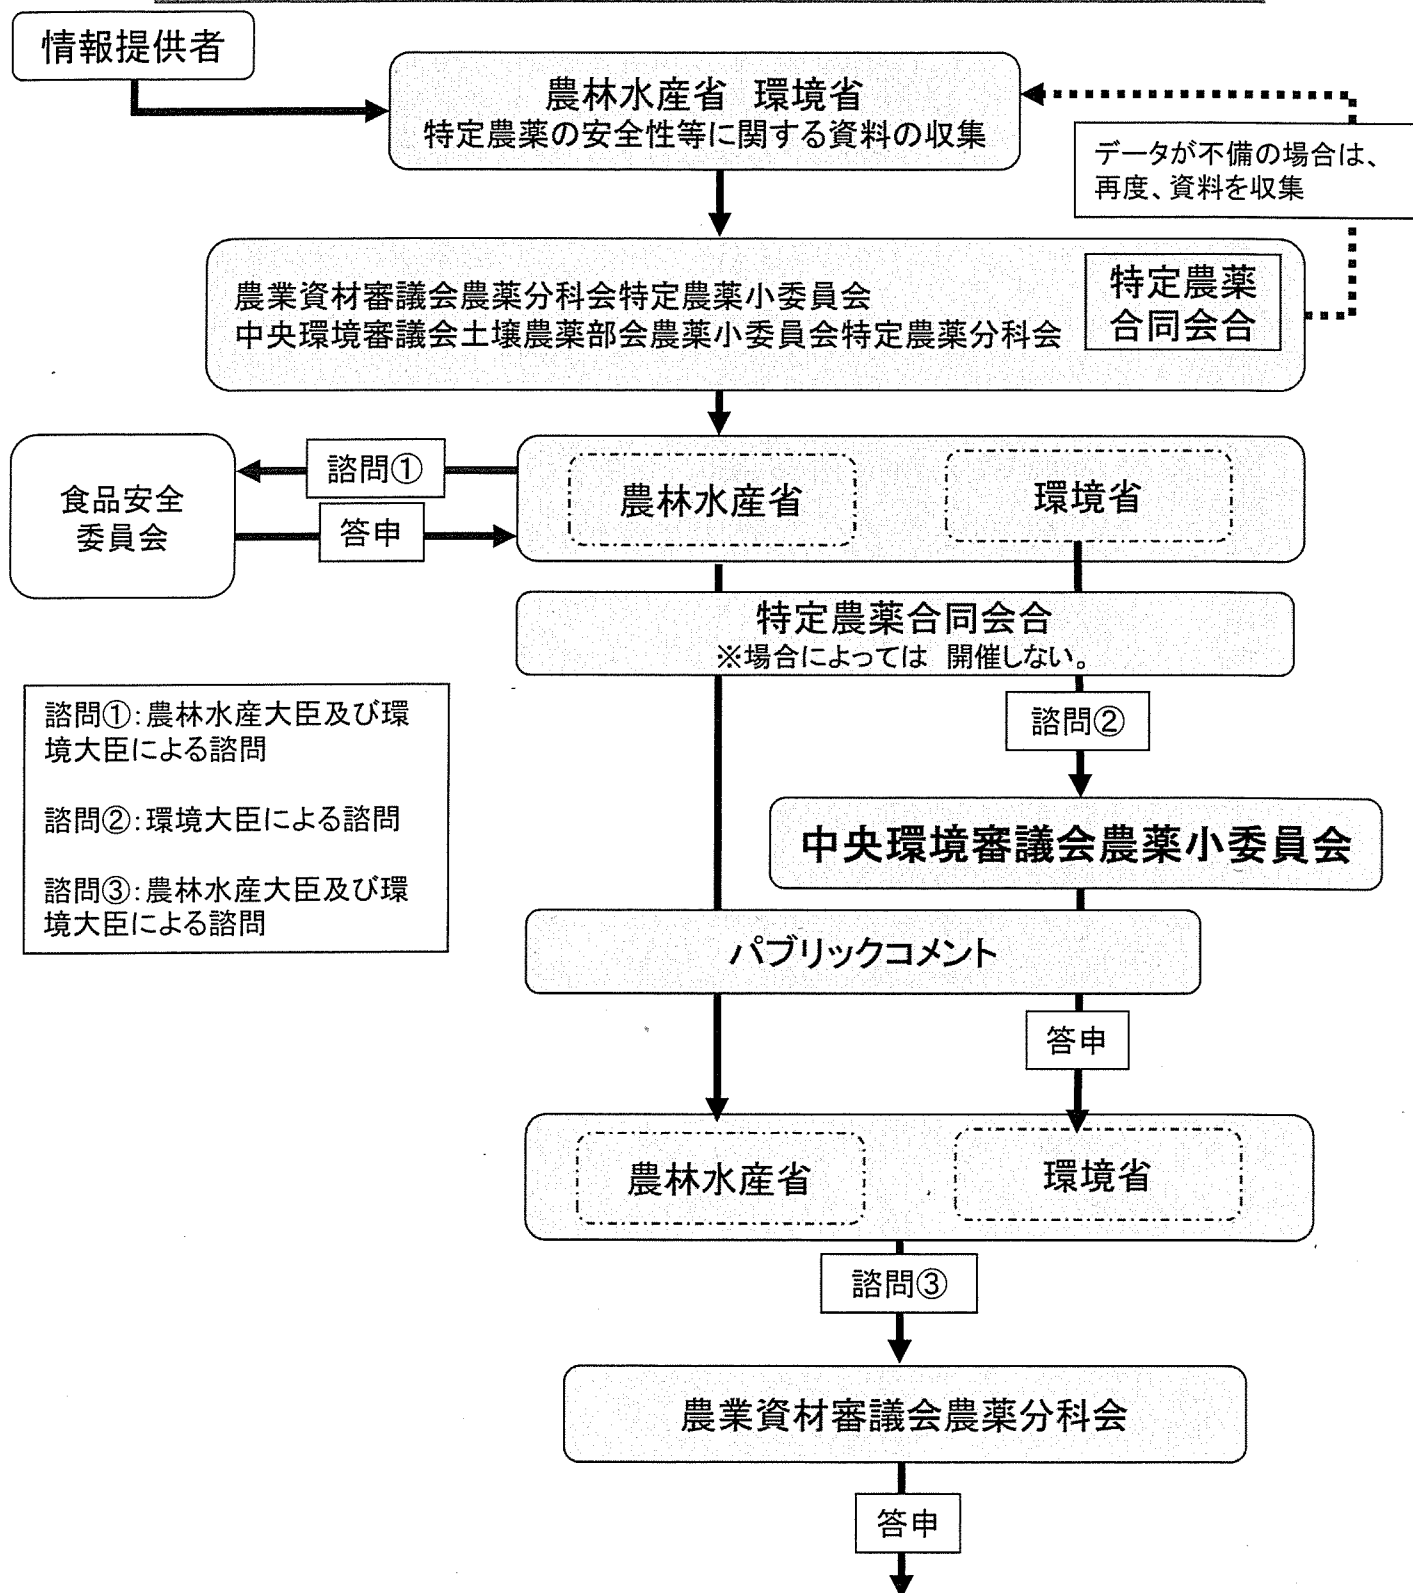 情報提供者
農林水産省 環境省
特定農薬の安全性等に関する資料の収集
データが不備の場合は、
再度、資料を収集
農業資材審議会農薬分科会特定農薬小委員会
中央環境審議会土壌農薬部会農薬小委員会特定農薬分科会
特定農薬
合同会合
食品安全
委員会
諮問①
答申
農林水産省
環境省
特定農薬合同会合
※場合によっては 開催しない。
諮問①:農林水産大臣及び環
境大臣による諮問
諮問②:環境大臣による諮問
諮問③:農林水産大臣及び環
境大臣による諮問
諮問②
中央環境審議会農薬小委員会
パブリックコメント
答申
農林水産省
環境省
諮問③
農業資材審議会農薬分科会
答申